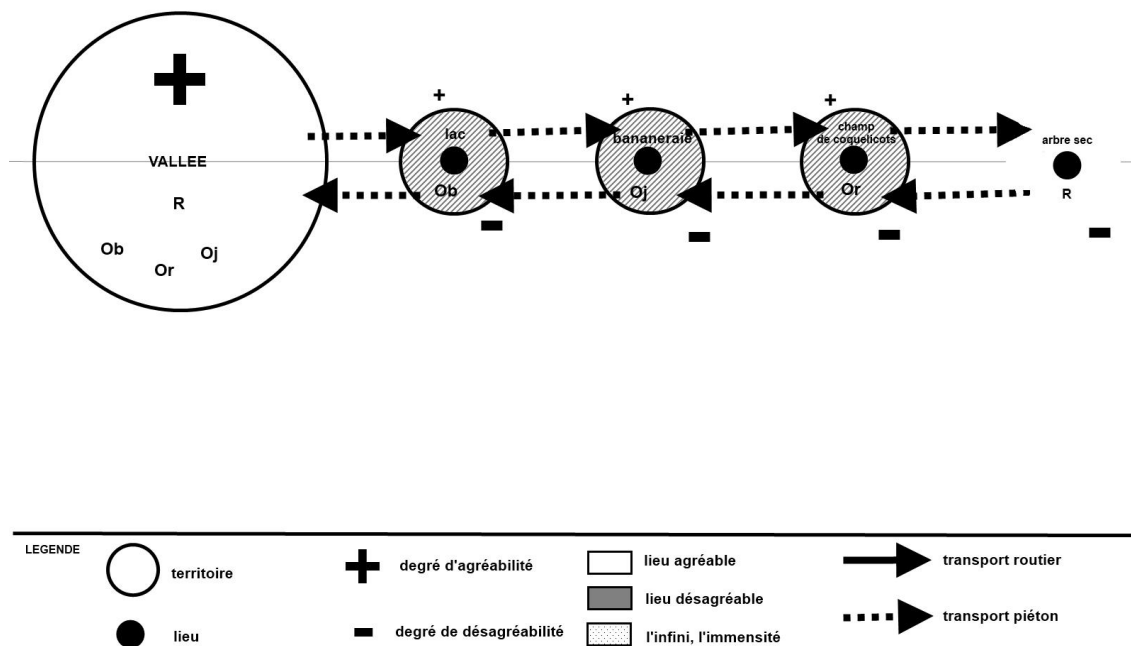 VALLEE
R
Ob
Or
Oj
+
lac
Ob
+
bananeraie
Oj
+
champ
de coquelicots
Or
arbre sec
R
LEGENDE
territoire
lieu
degré d'agréabilité
degré de désagréabilité
lieu agréable
lieu désagréable
l'infini, l'immensité
transport routier
transport piéton